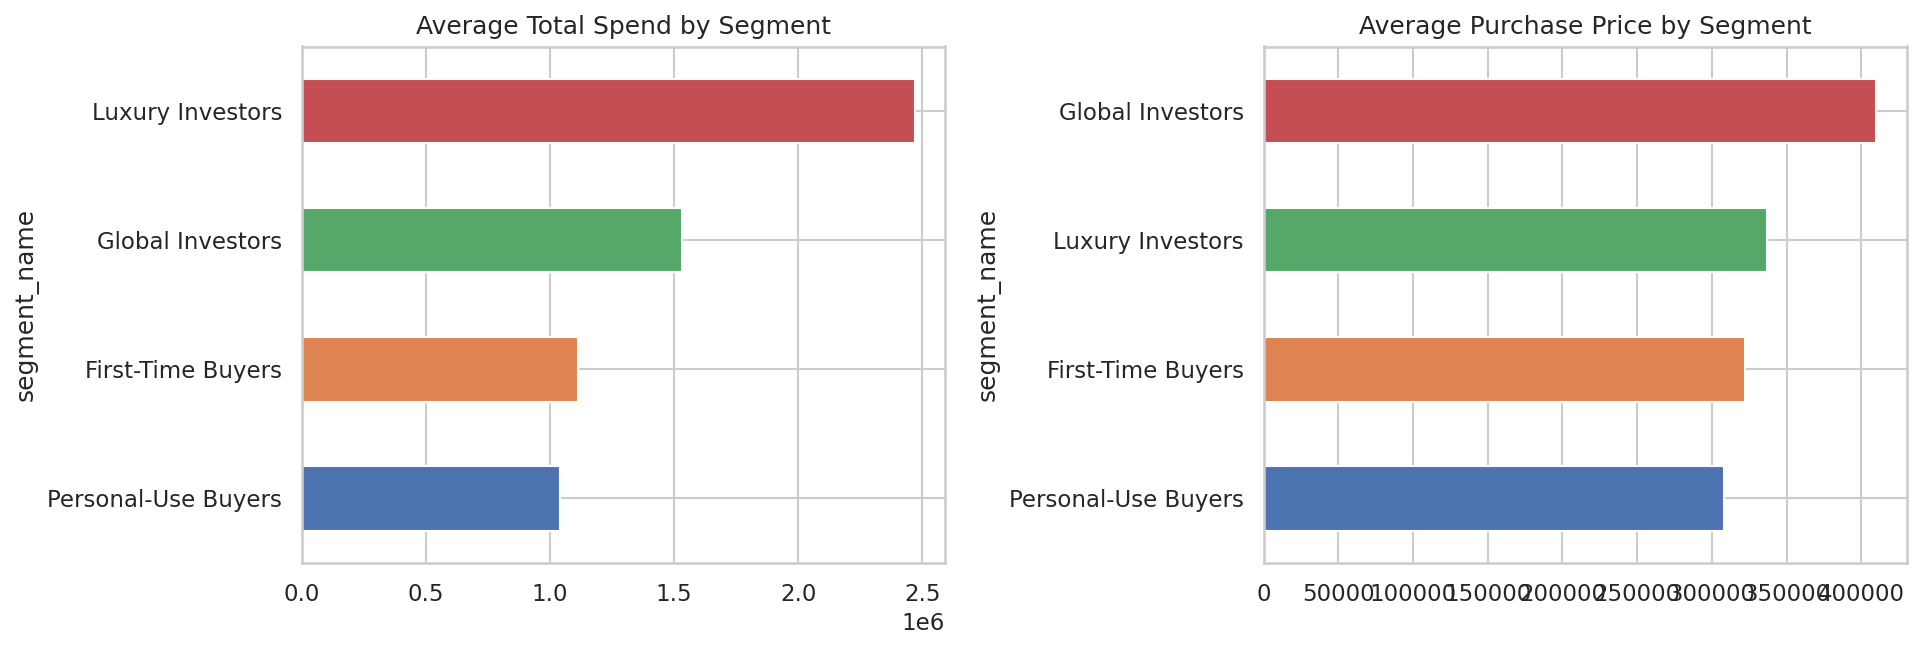 Average Total Spend by Segment
segment_name
Luxury Investors
Global Investors
First-Time Buyers
Personal-Use Buyers
0.0 0.5 1.0 1.5 2.0 2.5
1e6
Average Purchase Price by Segment
segment_name
Global Investors
Luxury Investors
First-Time Buyers
Personal-Use Buyers
0 50000 100000 150000 200000 250000 300000 350000 400000